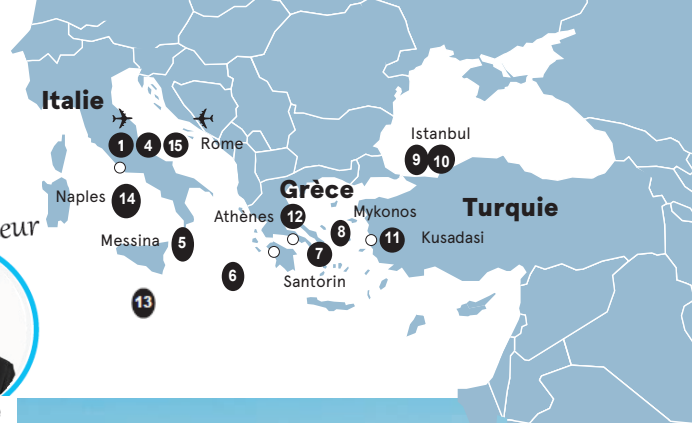 Italie
1 4 15 Rome
Istanbul
9 10
Naples 14
Grèce
Athènes 12
Mykonos
Turquie
eur
Messina 5
8
11 Kusadasi
7
6
Santorin
13